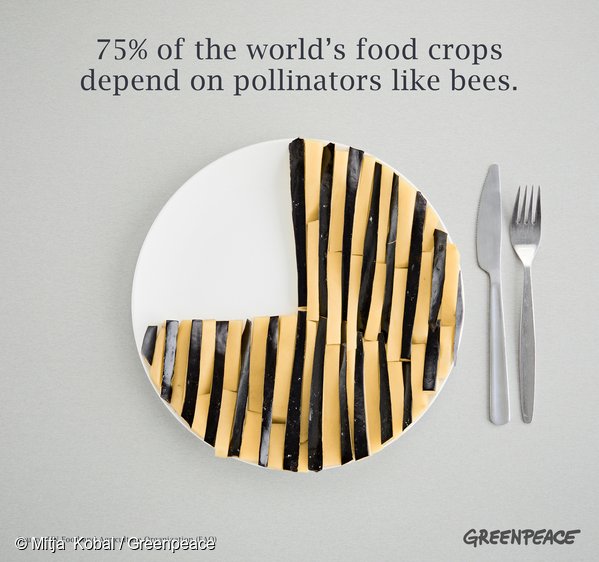 75% of the world's food crops
depend on pollinators like bees.
© Mitja Kobal / Greenpeace
GREENPEACE